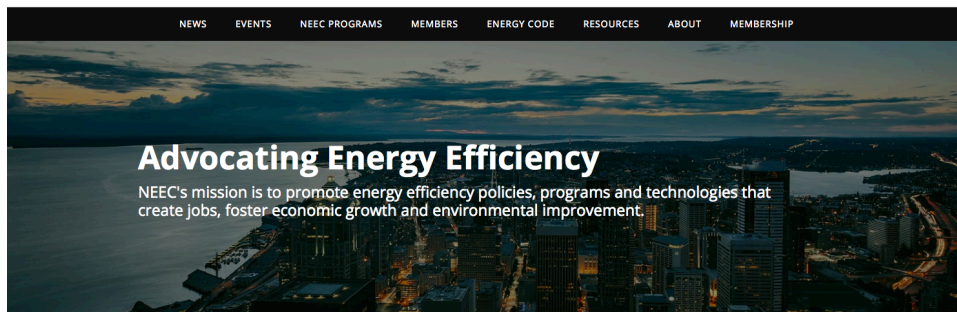 NEWS EVENTS NEEC PROGRAMS MEMBERS ENERGY CODE RESOURCES ABOUT MEMBERSHIP
Advocating Energy Efficiency
NEEC's mission is to promote energy efficiency policies, programs and technologies that
create jobs, foster economic growth and environmental improvement.